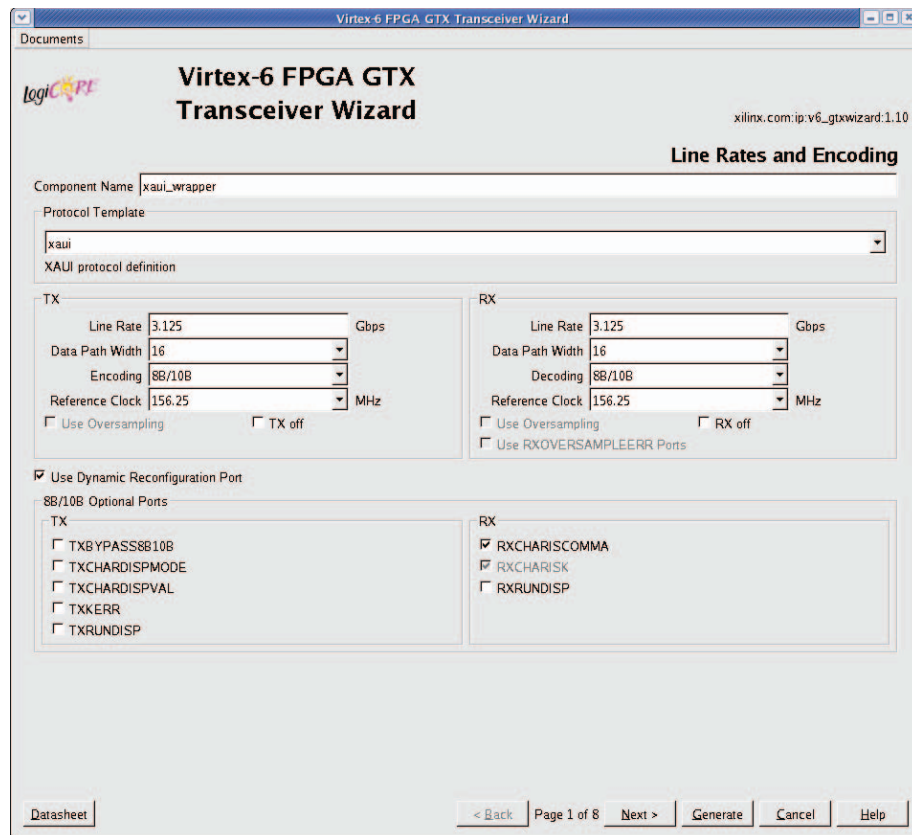 Virtex-6 FPGA GTX Transceiver Wizard
Documents
LogiCORE
Virtex-6 FPGA GTX
Transceiver Wizard
xilinx.com:ip:v6_gtxwizard:1.10
Line Rates and Encoding
Component Name xaui_wrapper
Protocol Template
xaui
XAUI protocol definition
TX
Line Rate 3.125 Gbps
Data Path Width 16
Encoding 8B/10B
Reference Clock 156.25 MHz
Use Oversampling TX off
RX
Line Rate 3.125 Gbps
Data Path Width 16
Decoding 8B/10B
Reference Clock 156.25 MHz
Use Oversampling RX off
Use RXOVERSAMPLEERR Ports
Use Dynamic Reconfiguration Port
8B/10B Optional Ports
TX
TXBYPASS8B10B
TXCHARDISPMODE
TXCHARDISPVAL
TXKERR
TXRUNDISP
RX
RXCHARISCOMMA
RXCHARISK
RXRUNDISP
Datasheet < Back Page 1 of 8 Next > Generate Cancel Help